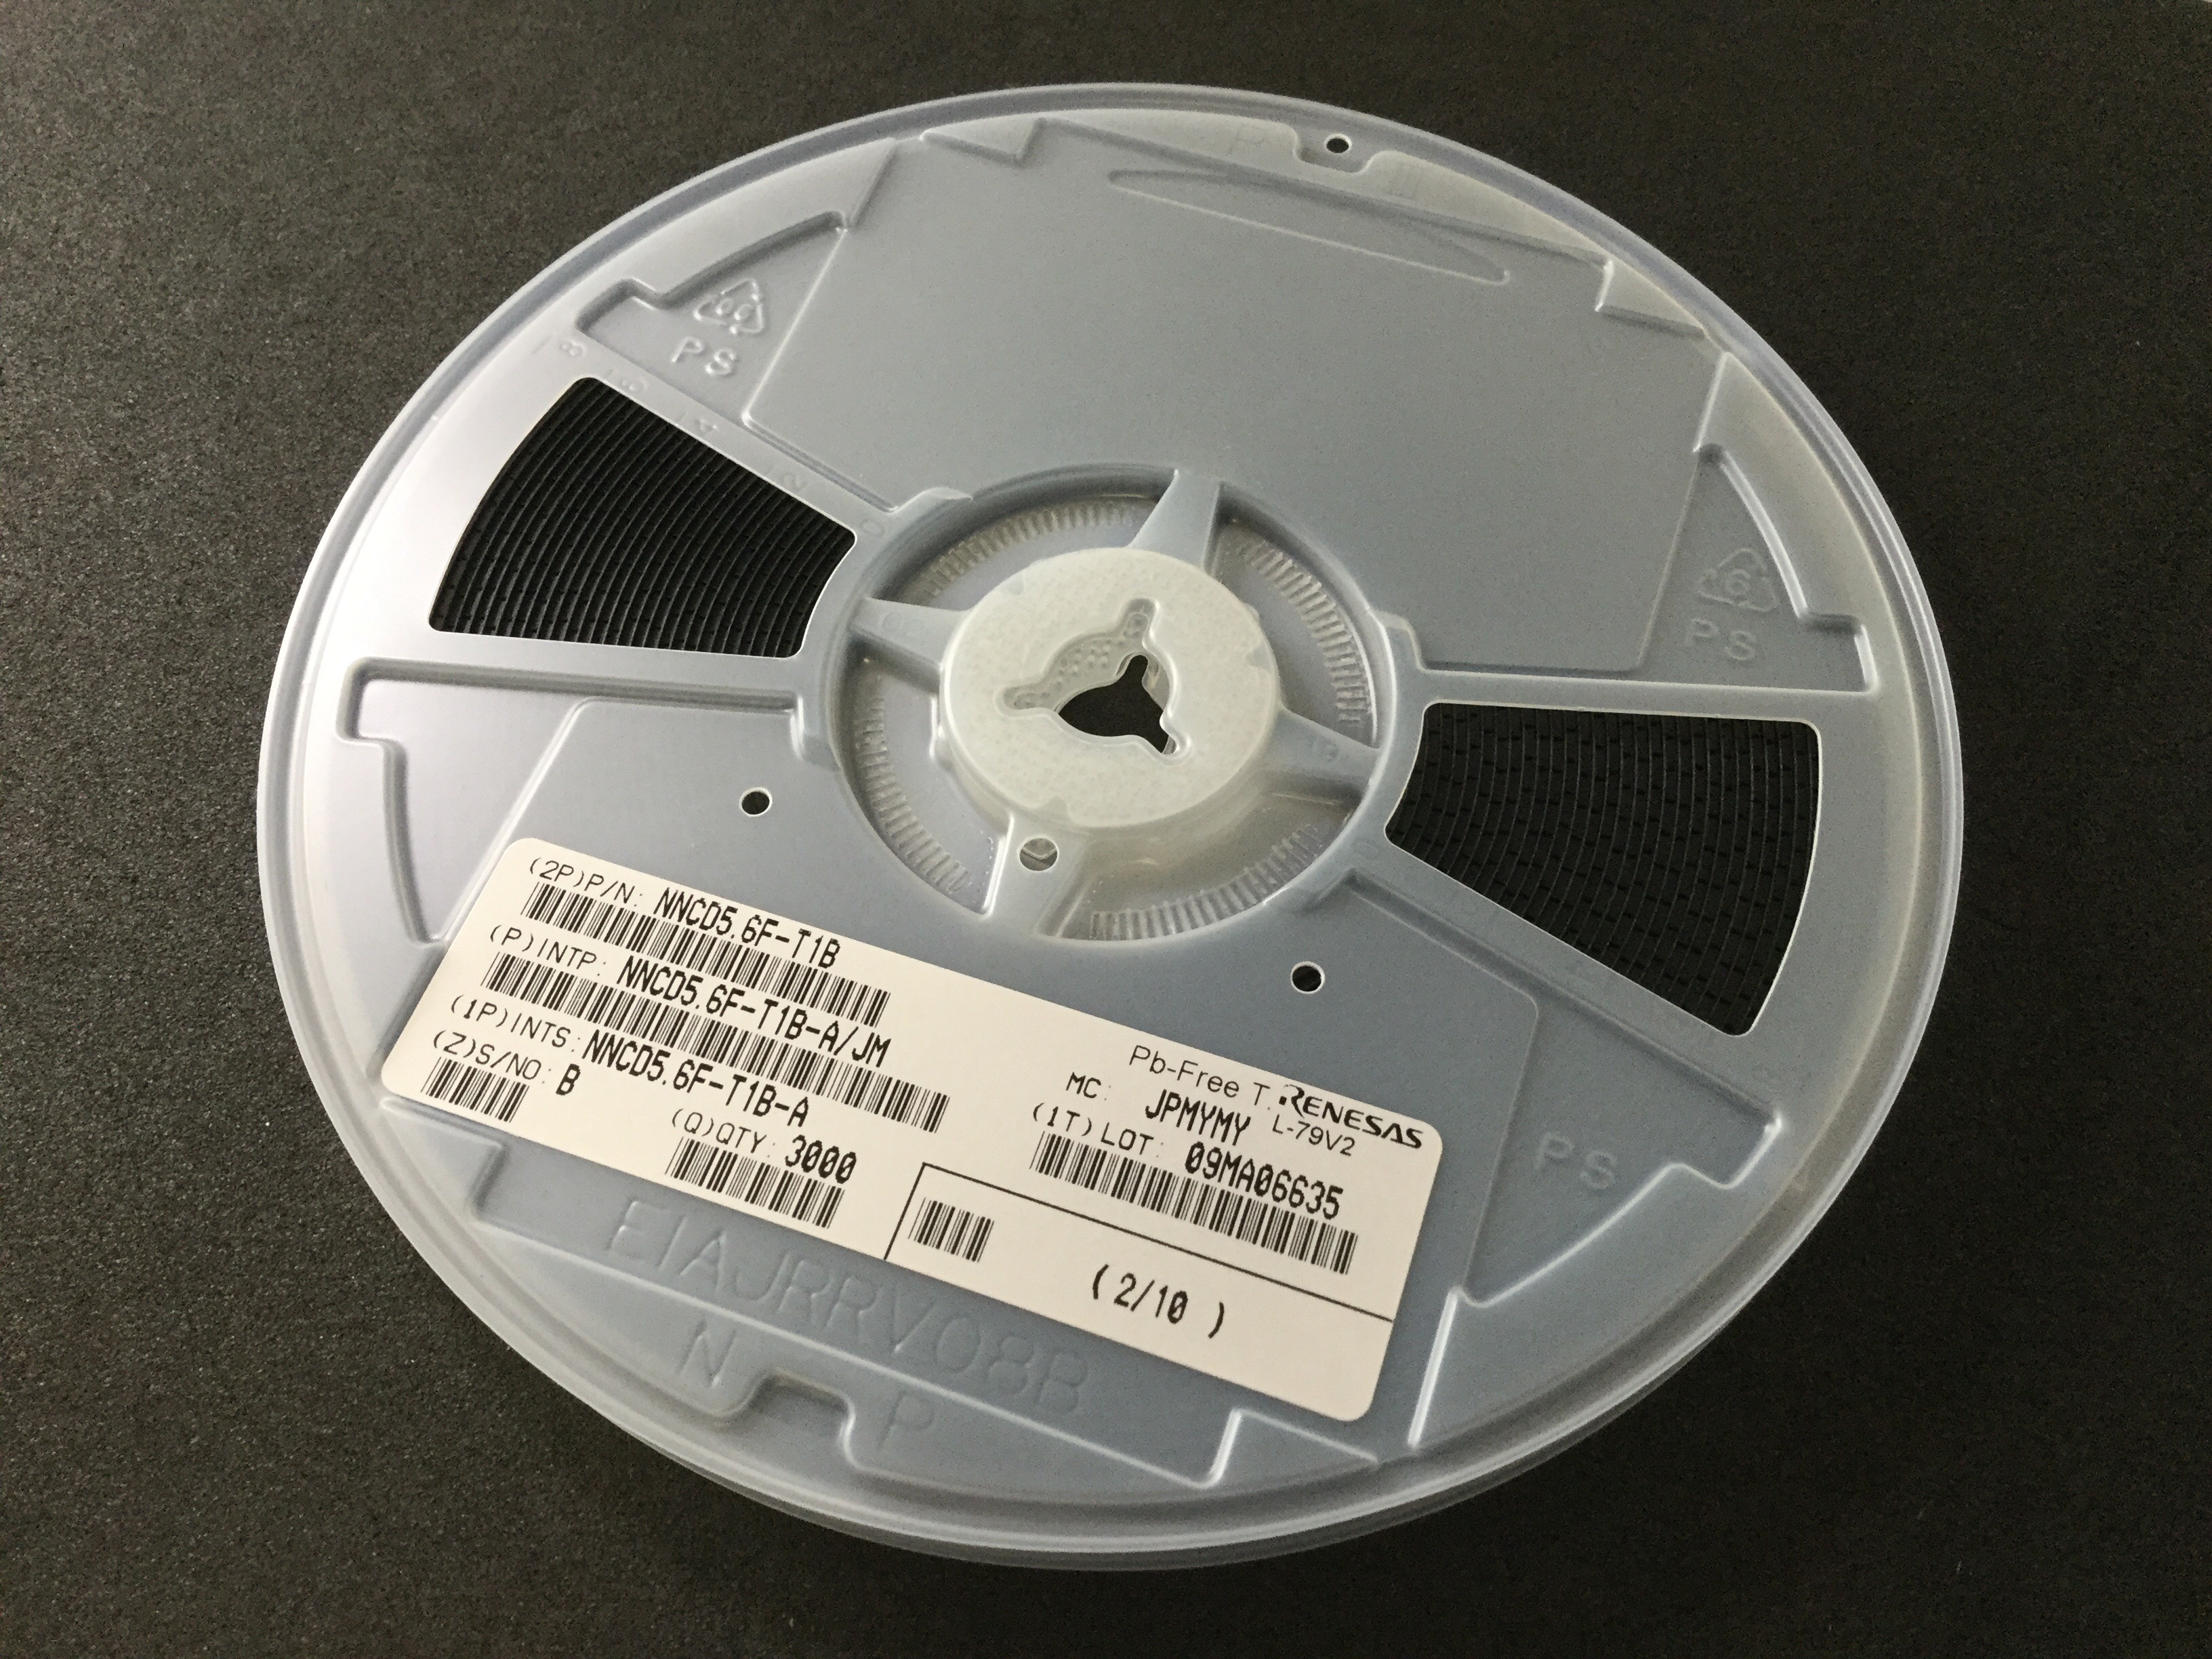 PS
PS
(2P)P/N: NNCD5.6F-T1B
(P)INTP: NNCD5.6F-T1B-A/JM
(1P)INTS: NNCD5.6F-T1B-A
(Z)S/NO: B
(Q)QTY: 3000
Pb-Free T. RENESAS
MC: JPMYMY L-79V2
(1T)LOT: 09MA06635
( 2/10 )
PS
EIAJRRV08B
N P